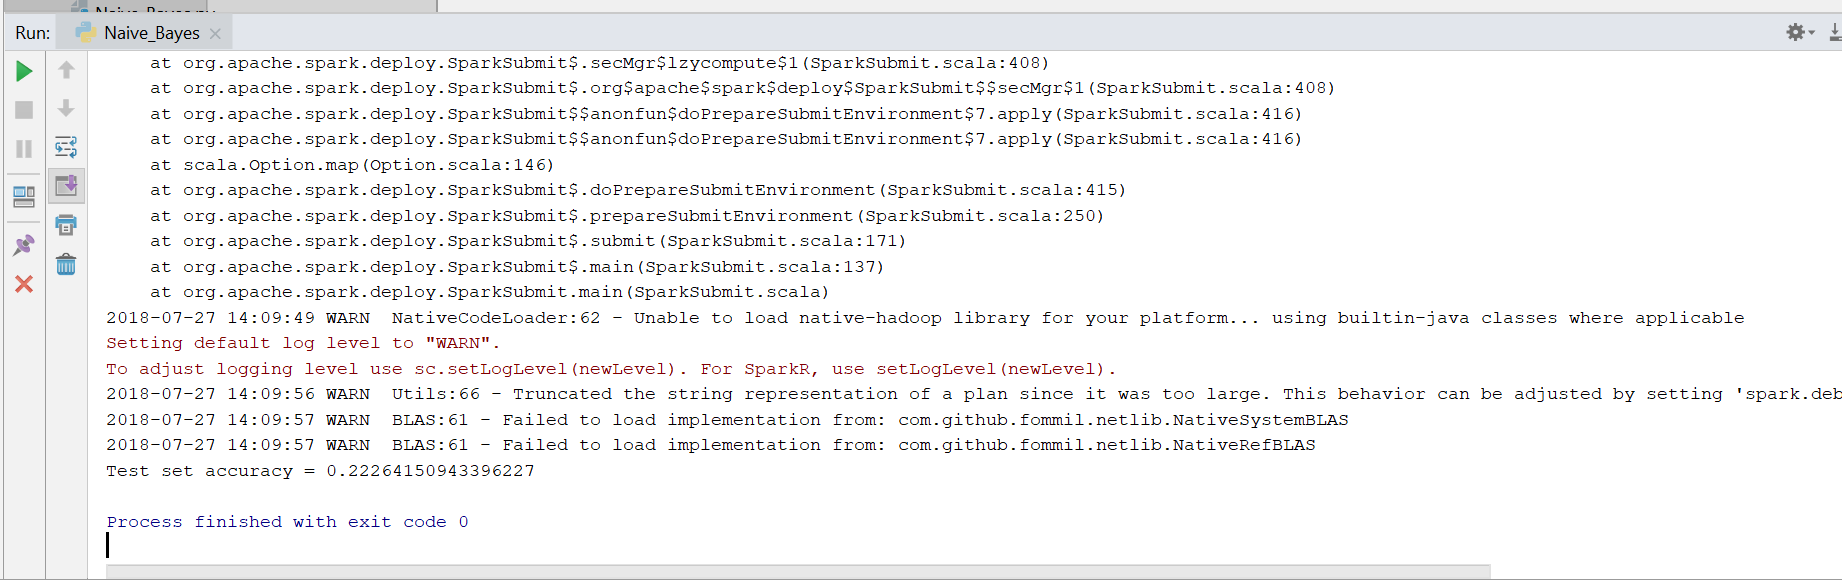 Naive_Bayes.py
Run: Naive_Bayes
at org.apache.spark.deploy.SparkSubmit$.secMgr$lzycompute$1(SparkSubmit.scala:408)
at org.apache.spark.deploy.SparkSubmit$.org$apache$spark$deploy$SparkSubmit$$secMgr$1(SparkSubmit.scala:408)
at org.apache.spark.deploy.SparkSubmit$$anonfun$doPrepareSubmitEnvironment$7.apply(SparkSubmit.scala:416)
at org.apache.spark.deploy.SparkSubmit$$anonfun$doPrepareSubmitEnvironment$7.apply(SparkSubmit.scala:416)
at scala.Option.map(Option.scala:146)
at org.apache.spark.deploy.SparkSubmit$.doPrepareSubmitEnvironment(SparkSubmit.scala:415)
at org.apache.spark.deploy.SparkSubmit$.prepareSubmitEnvironment(SparkSubmit.scala:250)
at org.apache.spark.deploy.SparkSubmit$.submit(SparkSubmit.scala:171)
at org.apache.spark.deploy.SparkSubmit$.main(SparkSubmit.scala:137)
at org.apache.spark.deploy.SparkSubmit.main(SparkSubmit.scala)
2018-07-27 14:09:49 WARN  NativeCodeLoader:62 - Unable to load native-hadoop library for your platform... using builtin-java classes where applicable
Setting default log level to "WARN".
To adjust logging level use sc.setLogLevel(newLevel). For SparkR, use setLogLevel(newLevel).
2018-07-27 14:09:56 WARN  Utils:66 - Truncated the string representation of a plan since it was too large. This behavior can be adjusted by setting 'spark.deb
2018-07-27 14:09:57 WARN  BLAS:61 - Failed to load implementation from: com.github.fommil.netlib.NativeSystemBLAS
2018-07-27 14:09:57 WARN  BLAS:61 - Failed to load implementation from: com.github.fommil.netlib.NativeRefBLAS
Test set accuracy = 0.22264150943396227
Process finished with exit code 0